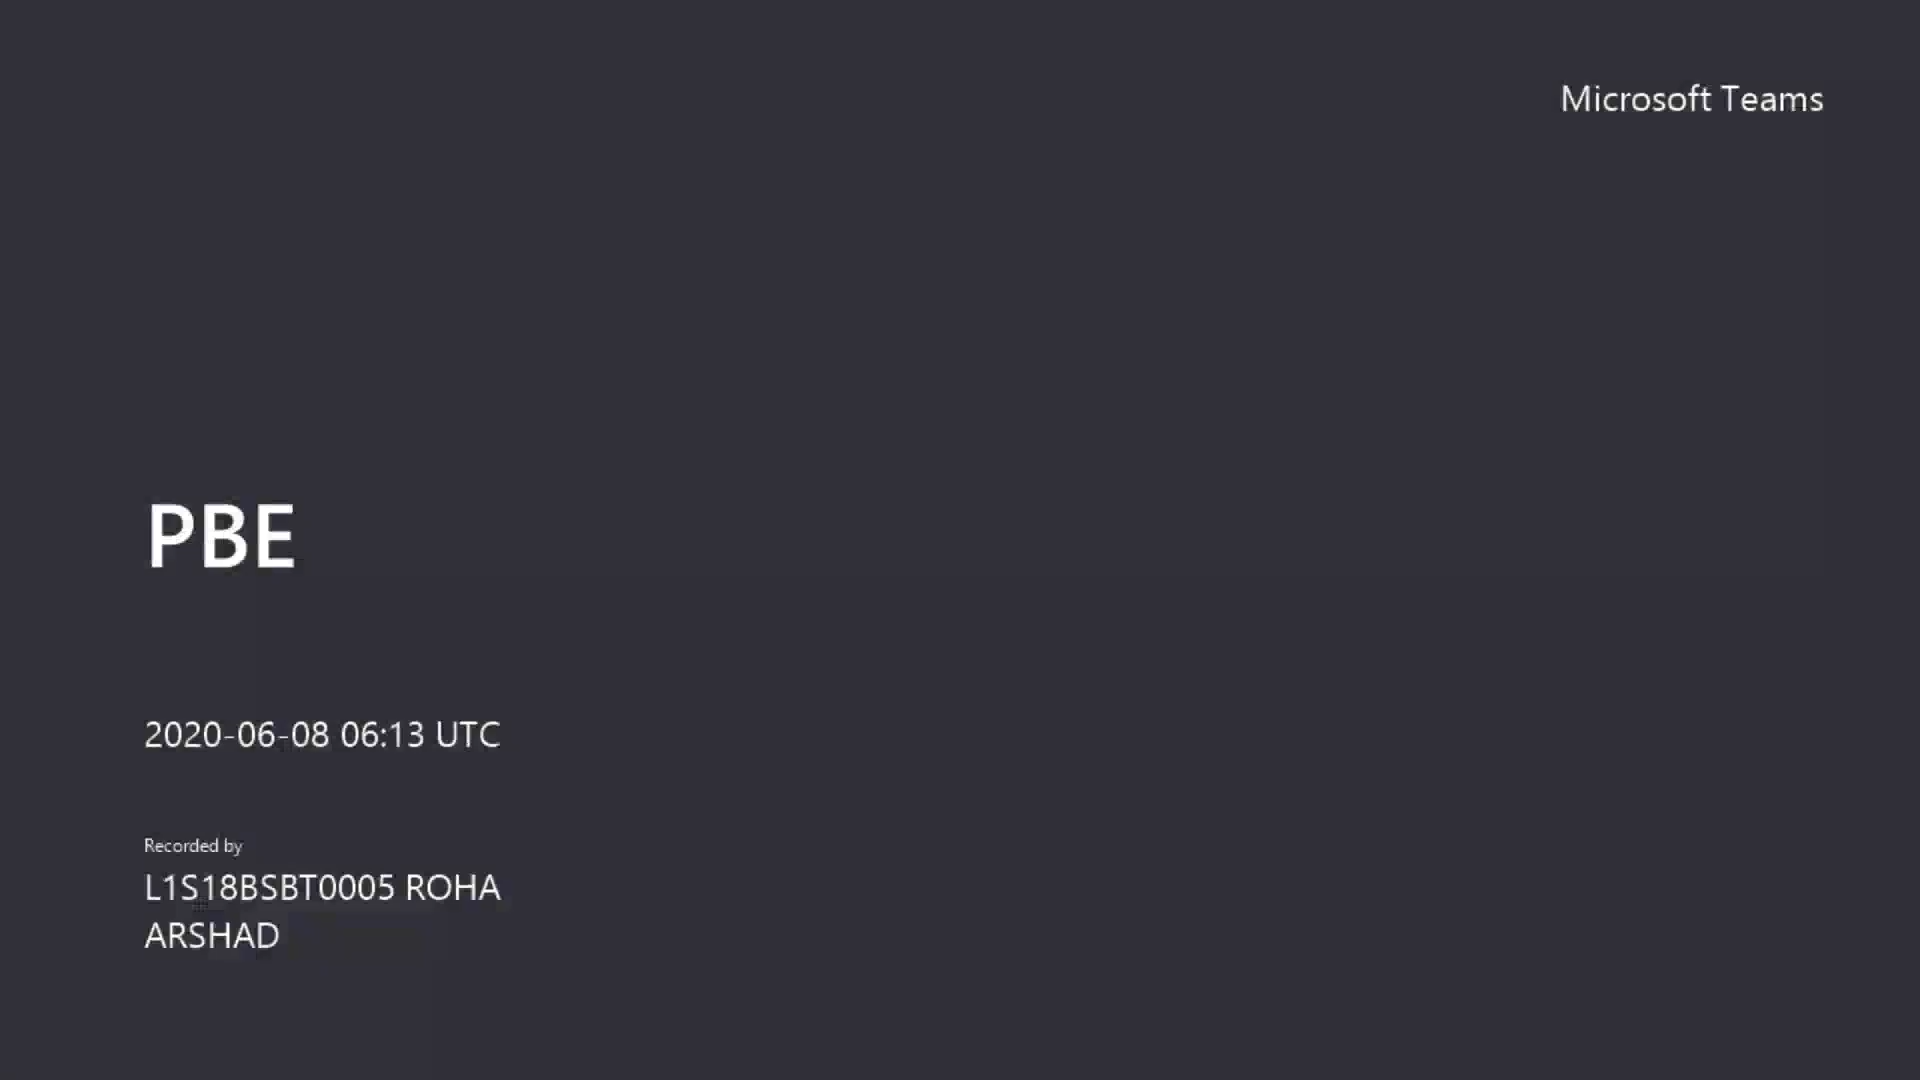 Microsoft Teams
PBE
2020-06-08 06:13 UTC
Recorded by
L1S18BSBT0005 ROHA
ARSHAD